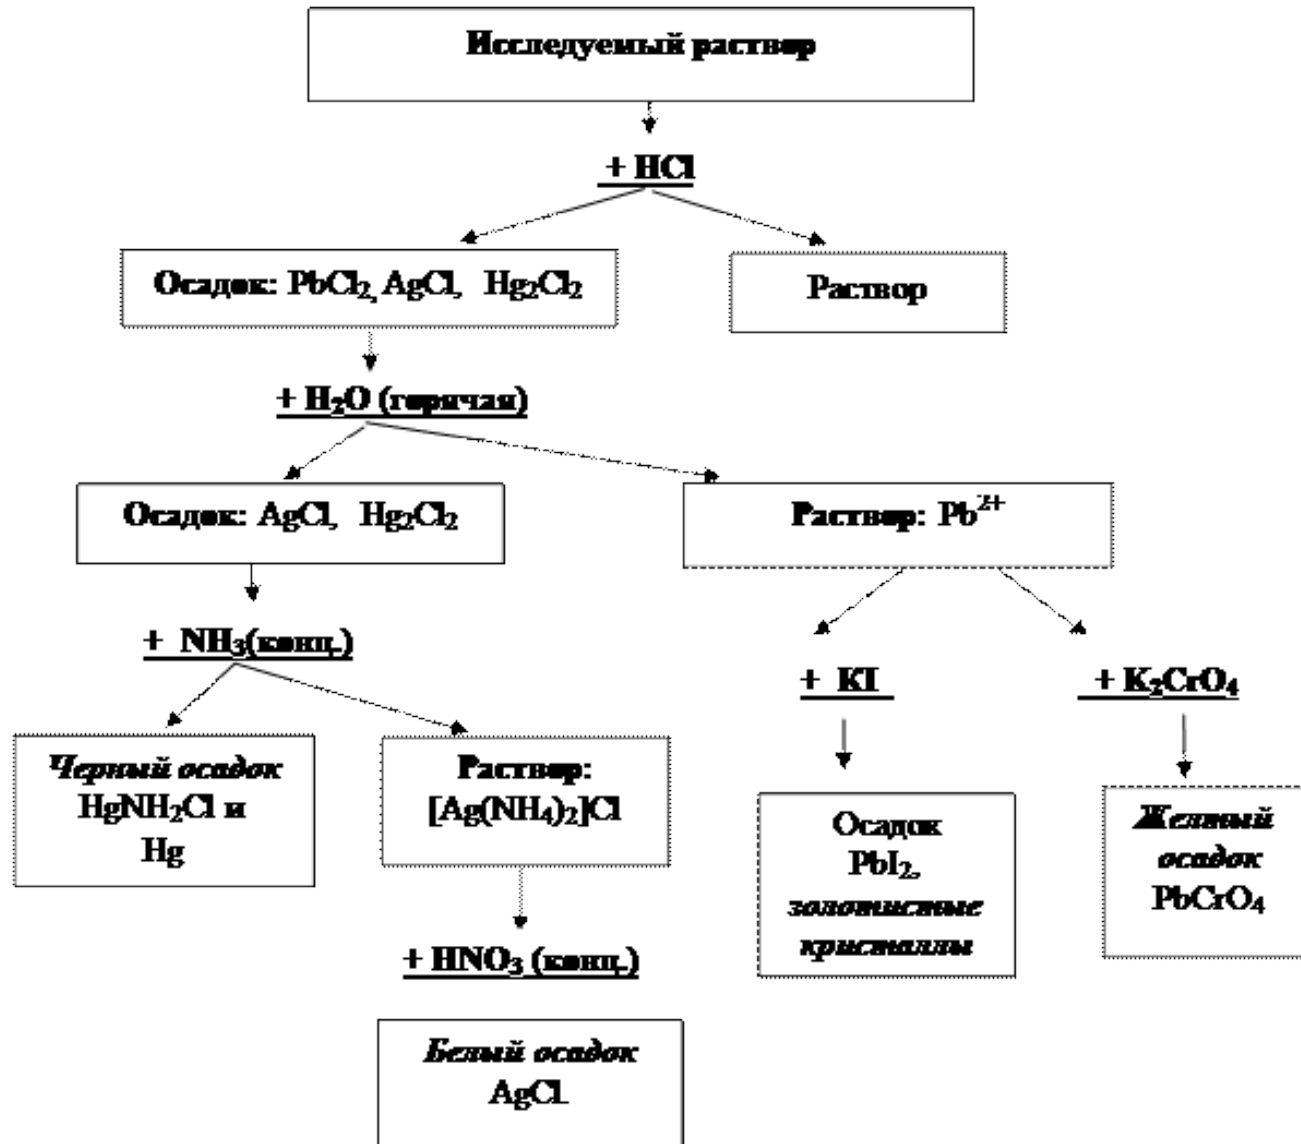 Исследуемый раствор
+ HCl
Осадок: PbCl₂, AgCl, Hg₂Cl₂
Раствор
+ H₂O (горячая)
Осадок: AgCl, Hg₂Cl₂
Раствор: Pb²⁺
+ NH₃(конц.)
+ KI
+ K₂CrO₄
Черный осадок
HgNH₂Cl и
Hg
Раствор:
[Ag(NH₄)₂]Cl
Осадок
PbI₂,
золотистые
кристаллы
Желтый
осадок
PbCrO₄
+ HNO₃ (конц.)
Белый осадок
AgCl